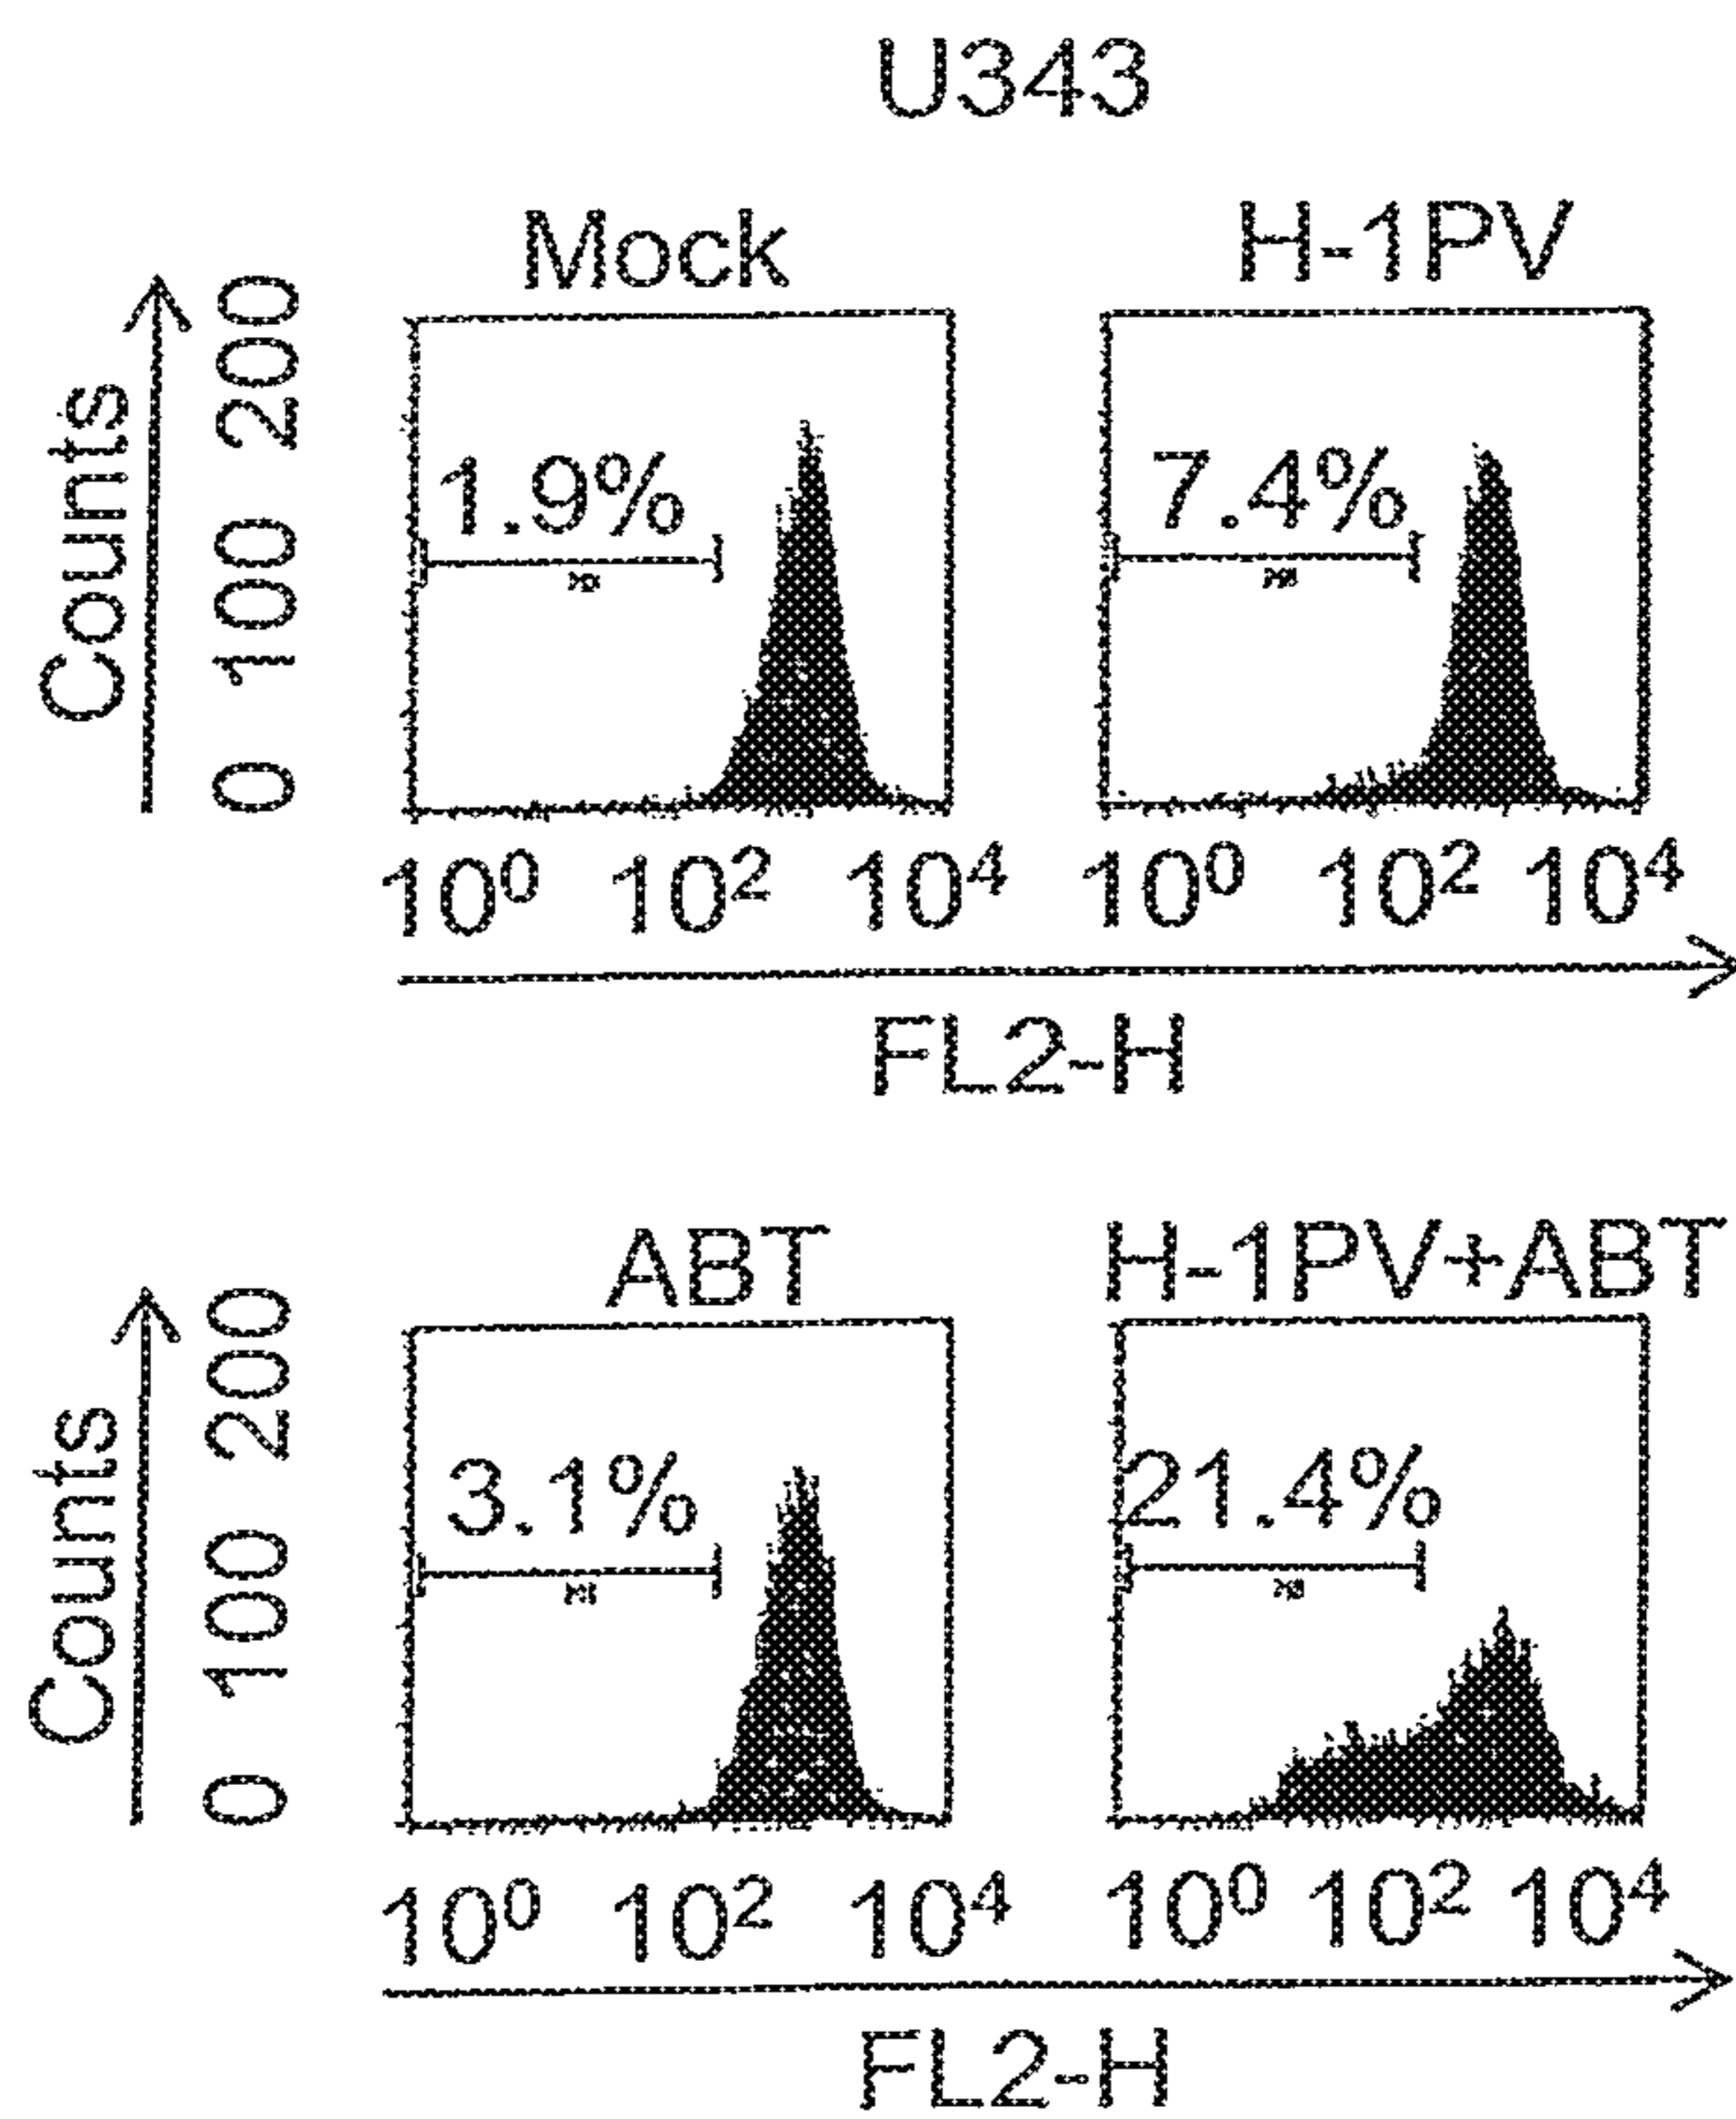 U343
Mock
H-1PV
Counts
0 100 200
1.9%
7.4%
10⁰ 10² 10⁴
10⁰ 10² 10⁴
FL2-H
ABT
H-1PV+ABT
Counts
0 100 200
3.1%
21.4%
10⁰ 10² 10⁴
10⁰ 10² 10⁴
FL2-H